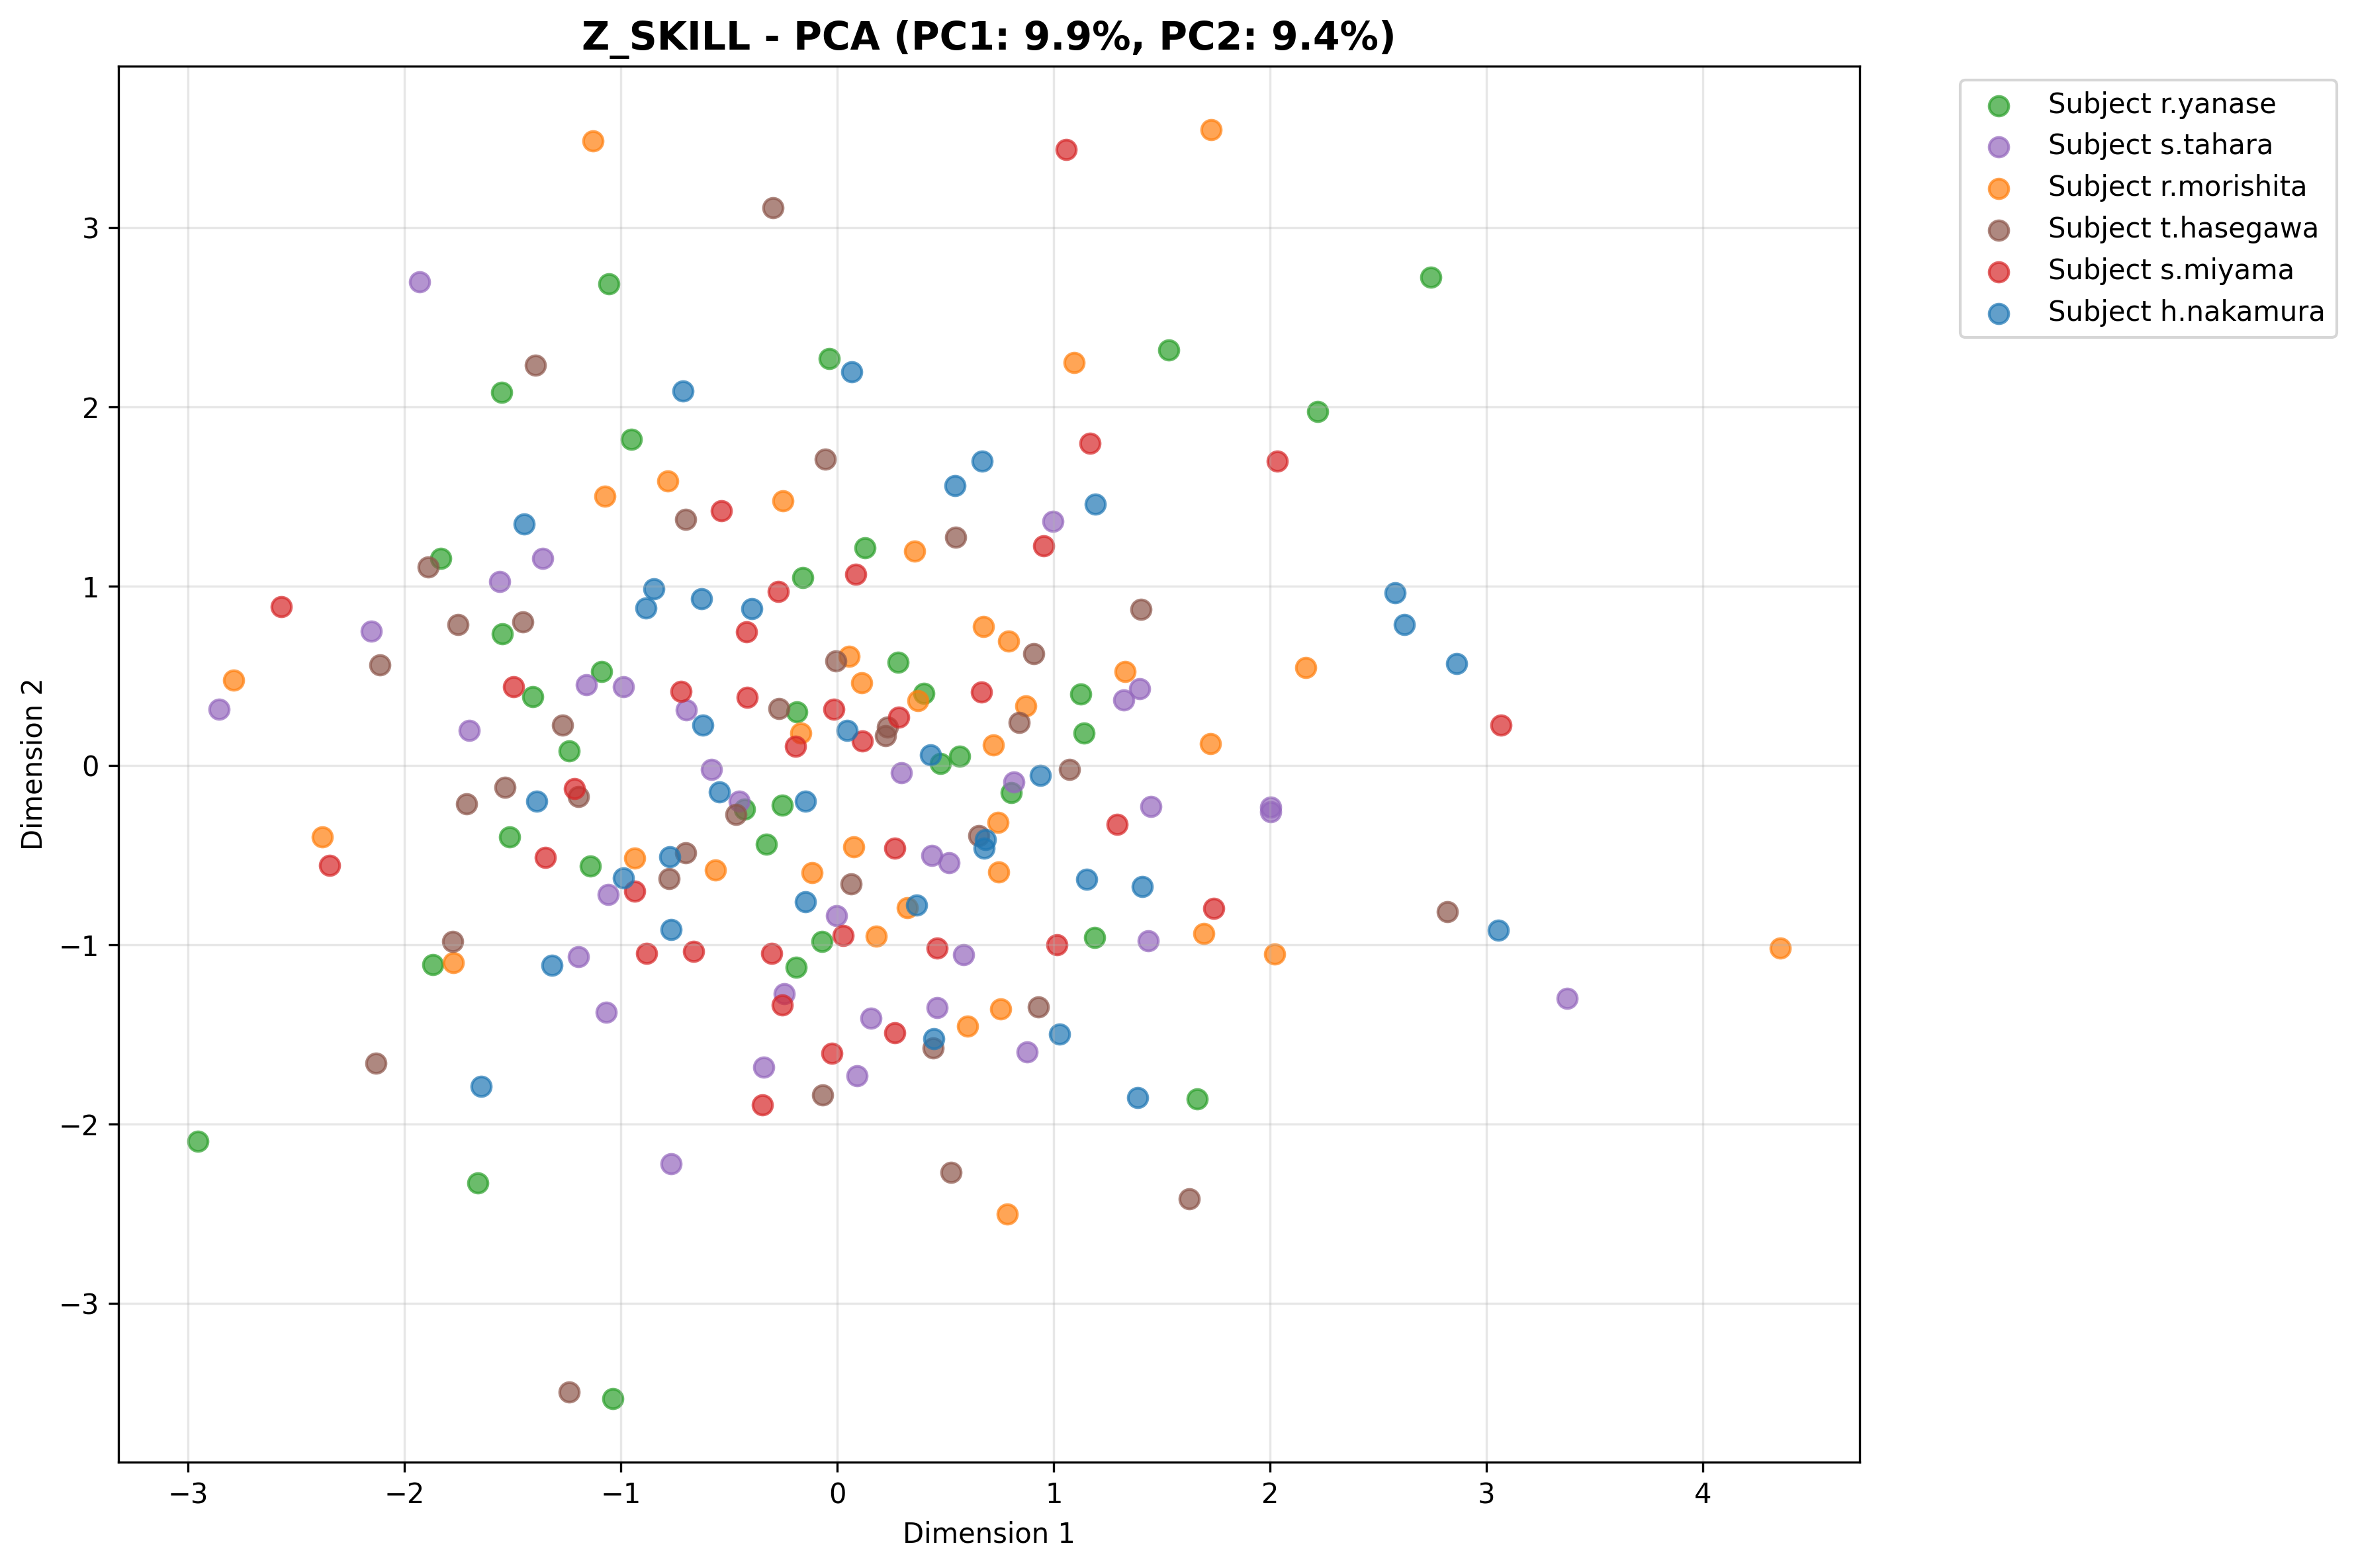 Z_SKILL - PCA (PC1: 9.9%, PC2: 9.4%)
Subject r.yanase
Subject s.tahara
Subject r.morishita
Subject t.hasegawa
Subject s.miyama
Subject h.nakamura
Dimension 2
3
2
1
0
−1
−2
−3
−3 −2 −1 0 1 2 3 4
Dimension 1